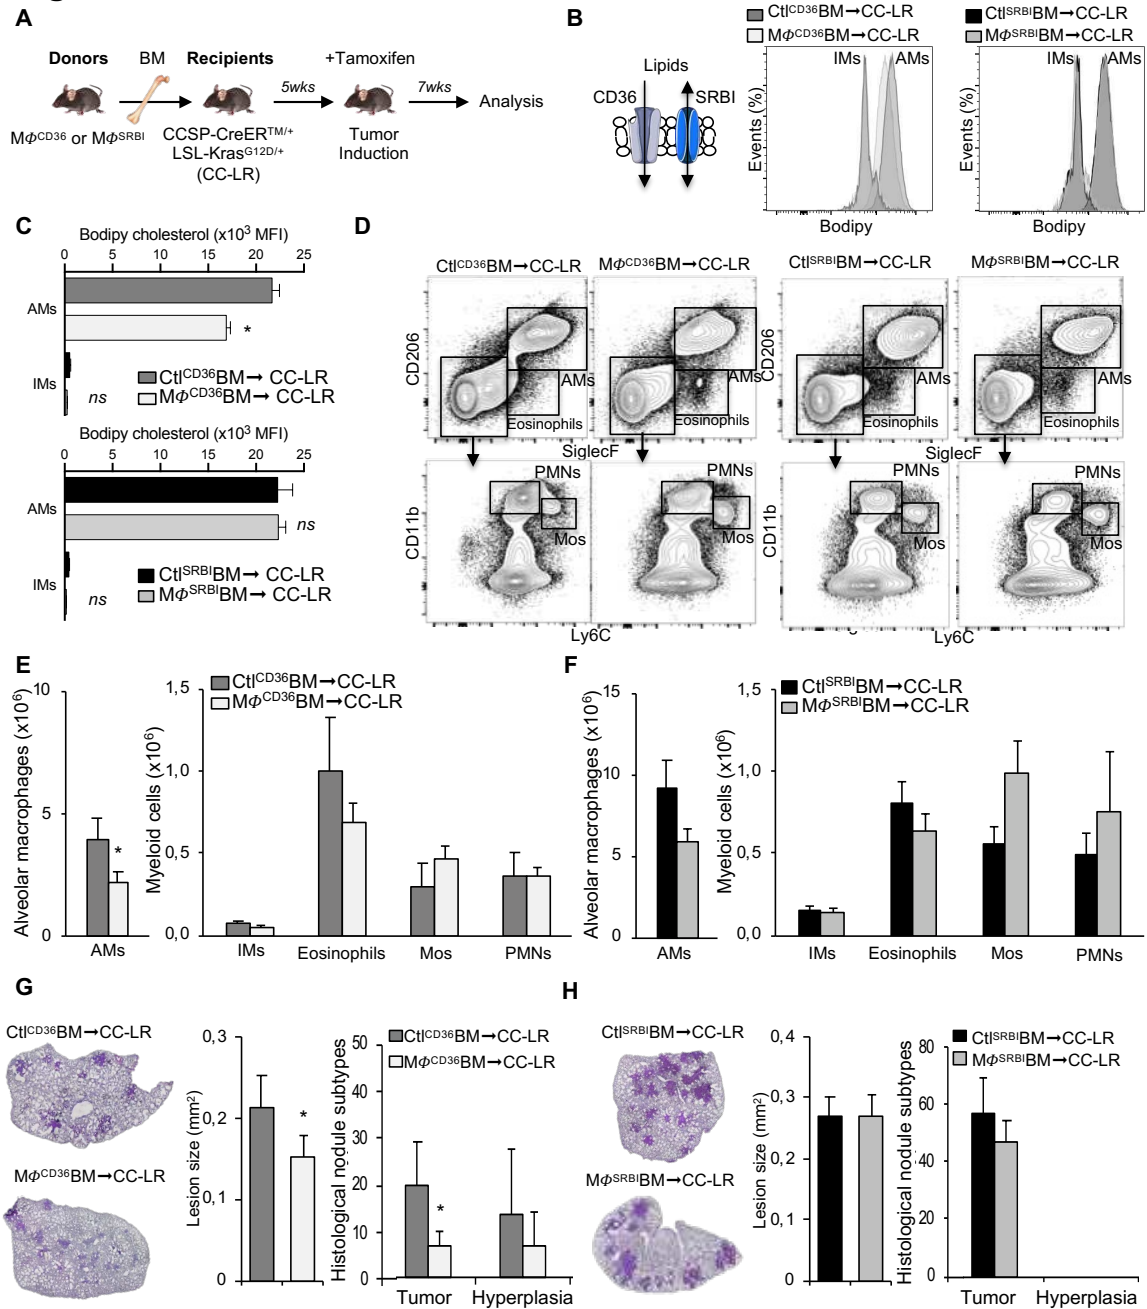 A
Donors
BM
Recipients
+Tamoxifen
5wks
7wks
Analysis
MΦCD36 or MΦSRBI
CCSP-CreERTM/+
LSL-KrasG12D/+
(CC-LR)
Tumor
Induction
B
Lipids
CD36
SRBI
CtlCD36BM→CC-LR
MΦCD36BM→CC-LR
IMs
AMs
Events (%)
Bodipy
CtlSRBIBM→CC-LR
MΦSRBIBM→CC-LR
IMs
AMs
Events (%)
Bodipy
C
Bodipy cholesterol (x103 MFI)
0 5 10 15 20 25
AMs
*
IMs
ns
CtlCD36BM→ CC-LR
MΦCD36BM→ CC-LR
Bodipy cholesterol (x103 MFI)
0 5 10 15 20 25
AMs
ns
IMs
ns
CtlSRBIBM→ CC-LR
MΦSRBIBM→ CC-LR
D
CtlCD36BM→CC-LR
MΦCD36BM→CC-LR
CtlSRBIBM→CC-LR
MΦSRBIBM→CC-LR
CD206
AMs
Eosinophils
AMs
Eosinophils
SiglecF
CD206
AMs
Eosinophils
AMs
Eosinophils
SiglecF
CD11b
PMNs
Mos
PMNs
Mos
Ly6C
CD11b
PMNs
Mos
PMNs
Mos
Ly6C
E
Alveolar macrophages (x106)
10
5
0
*
AMs
Myeloid cells (x106)
1,5
1,0
0,5
0,0
CtlCD36BM→CC-LR
MΦCD36BM→CC-LR
IMs
Eosinophils
Mos
PMNs
F
Alveolar macrophages (x106)
15
10
5
0
AMs
Myeloid cells (x106)
1,5
1,0
0,5
0,0
CtlSRBIBM→CC-LR
MΦSRBIBM→CC-LR
IMs
Eosinophils
Mos
PMNs
G
CtlCD36BM→CC-LR
MΦCD36BM→CC-LR
Lesion size (mm2)
0,3
0,2
0,1
0
*
Histological nodule subtypes
50
40
30
20
10
0
CtlCD36BM→CC-LR
MΦCD36BM→CC-LR
*
Tumor
Hyperplasia
H
CtlSRBIBM→CC-LR
MΦSRBIBM→CC-LR
Lesion size (mm2)
0,4
0,3
0,2
0,1
0
Histological nodule subtypes
80
60
40
20
0
CtlSRBIBM→CC-LR
MΦSRBIBM→CC-LR
Tumor
Hyperplasia